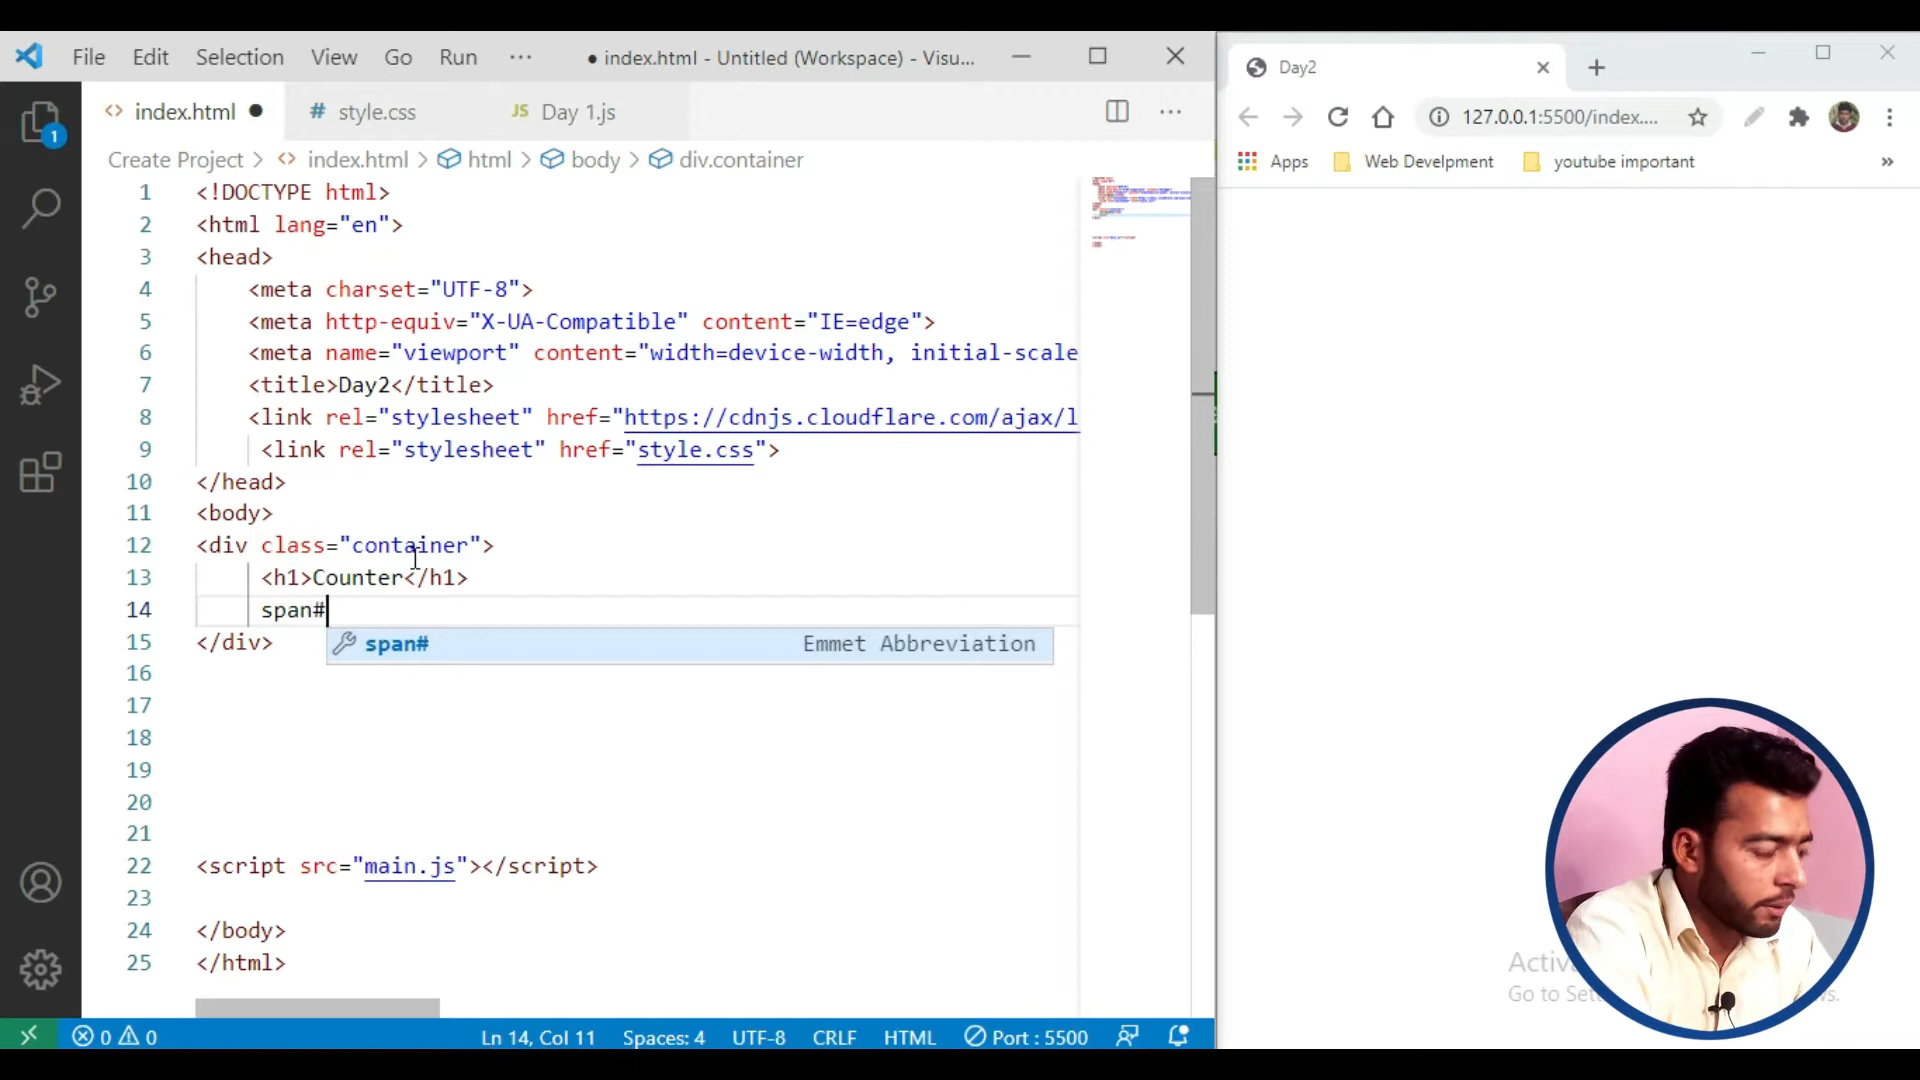 File Edit Selection View Go Run ··· ● index.html - Untitled (Workspace) - Visu...
index.html ● # style.css JS Day 1.js ···
Create Project > index.html > html > body > div.container
1 <!DOCTYPE html>
2 <html lang="en">
3 <head>
4 <meta charset="UTF-8">
5 <meta http-equiv="X-UA-Compatible" content="IE=edge">
6 <meta name="viewport" content="width=device-width, initial-scale
7 <title>Day2</title>
8 <link rel="stylesheet" href="https://cdnjs.cloudflare.com/ajax/l
9 <link rel="stylesheet" href="style.css">
10 </head>
11 <body>
12 <div class="container">
13 <h1>Counter</h1>
14 span#
15 </div>
span# Emmet Abbreviation
16
17
18
19
20
21
22 <script src="main.js"></script>
23
24 </body>
25 </html>
1
0 0 Ln 14, Col 11 Spaces: 4 UTF-8 CRLF HTML Port : 5500
Day2
127.0.0.1:5500/index....
Apps Web Develpment youtube important »
Activ
Go to Set